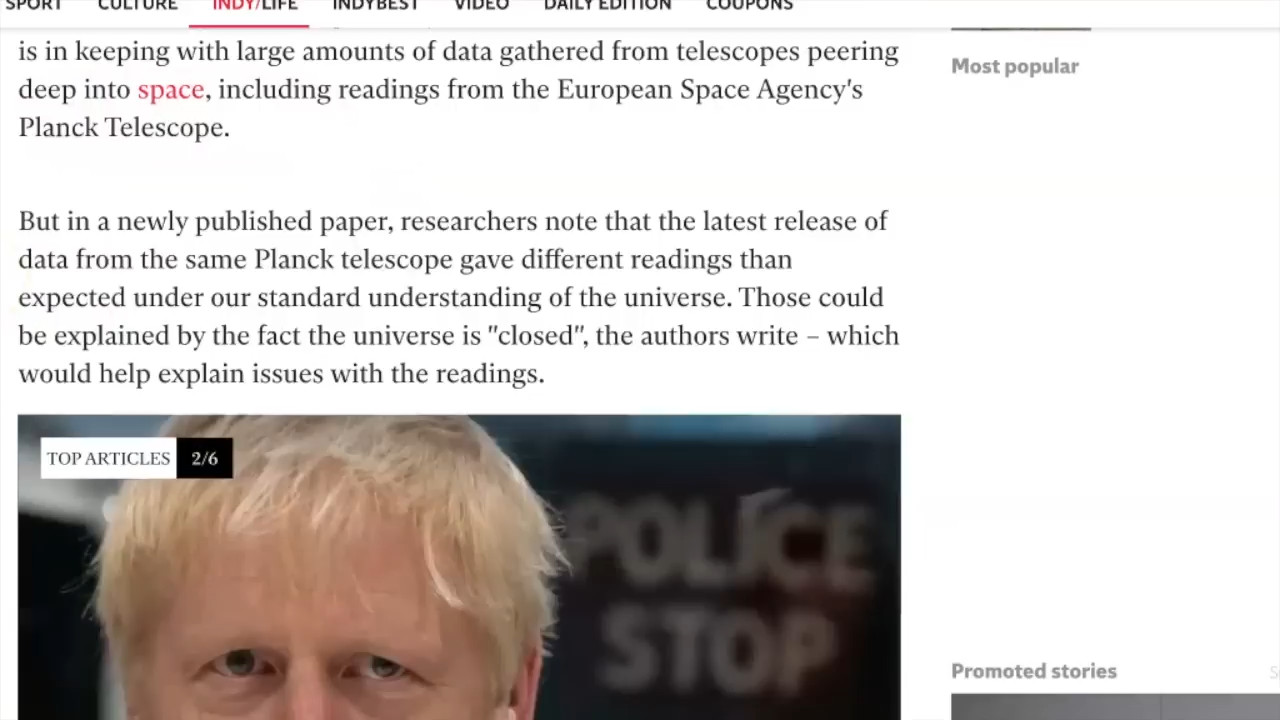 SPORT CULTURE INDY/LIFE INDYBEST VIDEO DAILY EDITION COUPONS
is in keeping with large amounts of data gathered from telescopes peering
deep into space, including readings from the European Space Agency's
Planck Telescope.
But in a newly published paper, researchers note that the latest release of
data from the same Planck telescope gave different readings than
expected under our standard understanding of the universe. Those could
be explained by the fact the universe is "closed", the authors write – which
would help explain issues with the readings.
TOP ARTICLES 2/6
POLICE
STOP
Most popular
Promoted stories